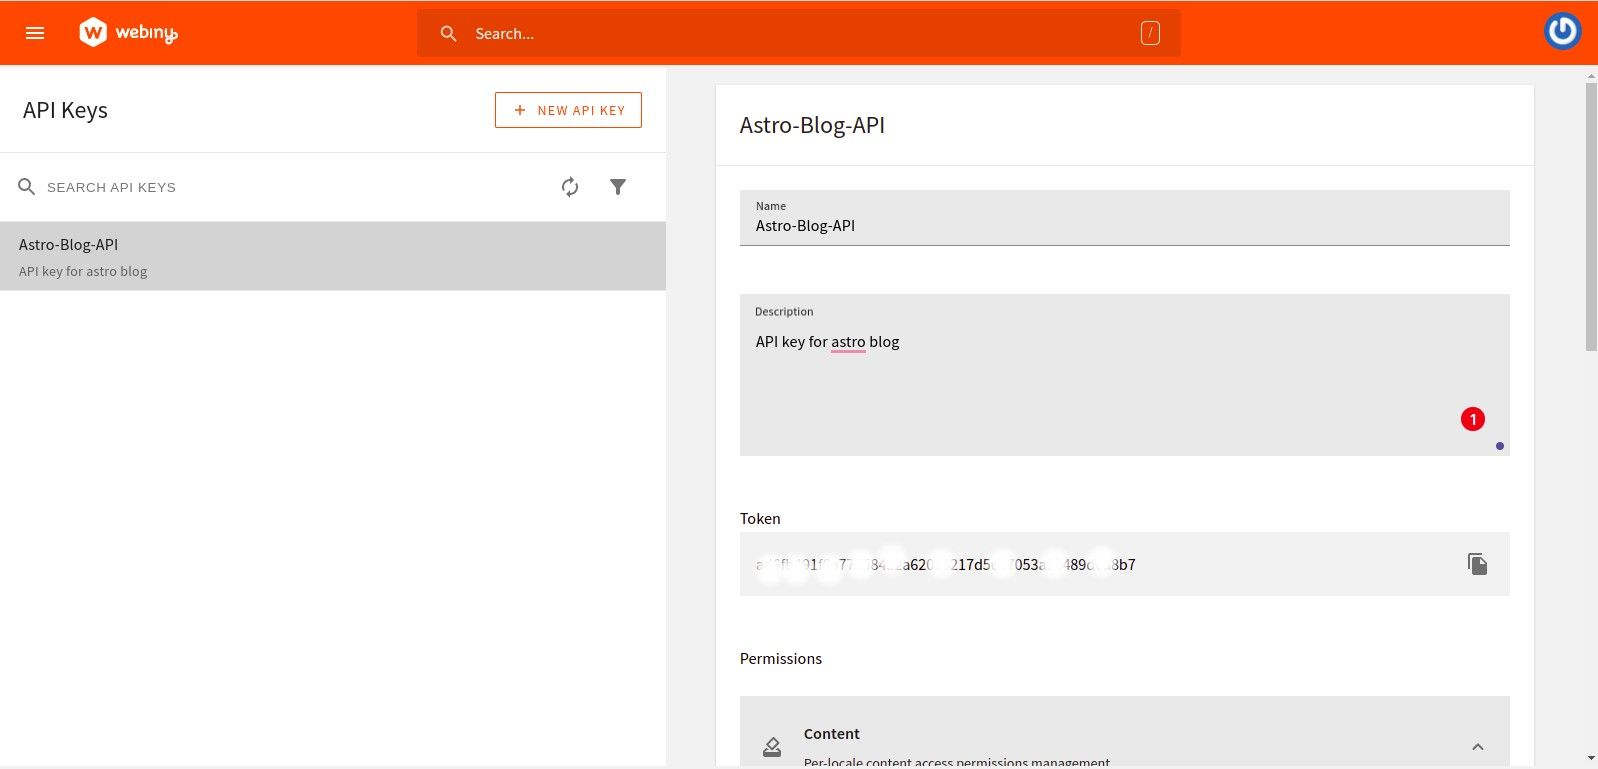 webiny
Search...
/
API Keys
+ NEW API KEY
SEARCH API KEYS
Astro-Blog-API
API key for astro blog
Astro-Blog-API
Name
Astro-Blog-API
Description
API key for astro blog
1
Token
Permissions
Content
Per-locale content access permissions management